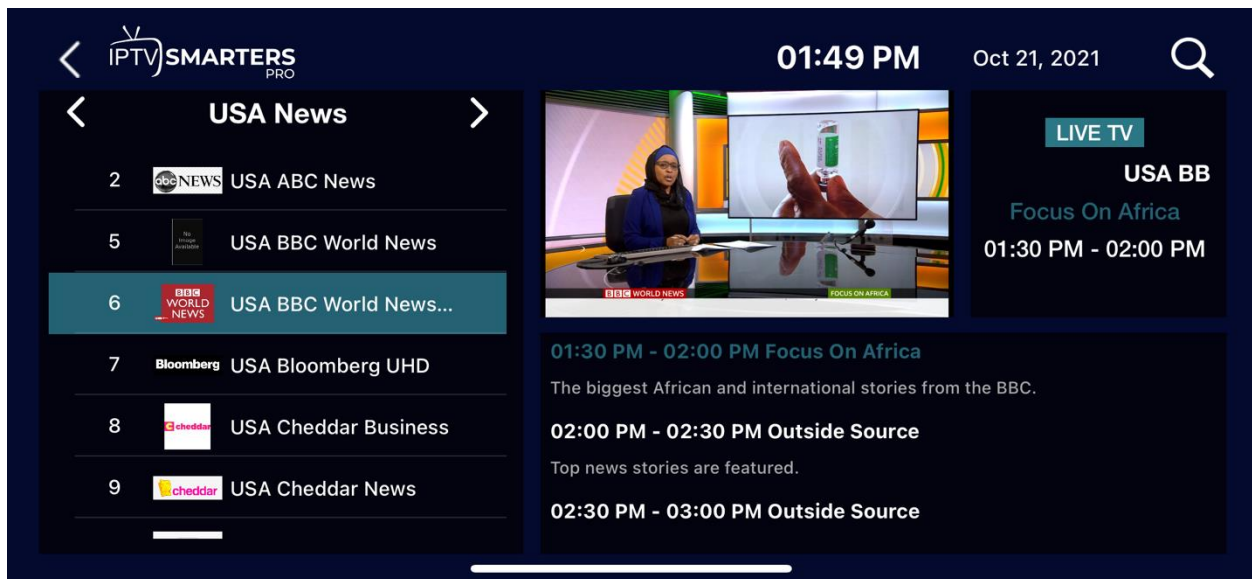 IPTV SMARTERS
PRO
01:49 PM
Oct 21, 2021
USA News
2 abc NEWS USA ABC News
5 No Image Available USA BBC World News
6 BBC WORLD NEWS USA BBC World News...
7 Bloomberg USA Bloomberg UHD
8 cheddar USA Cheddar Business
9 cheddar USA Cheddar News
BBC WORLD NEWS
FOCUS ON AFRICA
LIVE TV
USA BB
Focus On Africa
01:30 PM - 02:00 PM
01:30 PM - 02:00 PM Focus On Africa
The biggest African and international stories from the BBC.
02:00 PM - 02:30 PM Outside Source
Top news stories are featured.
02:30 PM - 03:00 PM Outside Source